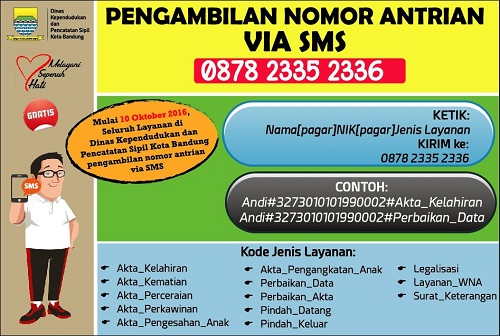 Dinas
Kependudukan
dan
Pencatatan Sipil
Kota Bandung
Melayani
Sepenuh
Hati
GRATIS
SMS
PENGAMBILAN NOMOR ANTRIAN
VIA SMS
0878 2335 2336
Mulai 10 Oktober 2016,
Seluruh Layanan di
Dinas Kependudukan dan
Pencatatan Sipil Kota Bandung
pengambilan nomor antrian
via SMS
KETIK:
Nama[pagar]NIK[pagar]Jenis Layanan
KIRIM ke:
0878 2335 2336
CONTOH:
Andi#3273010101990002#Akta_Kelahiran
Andi#3273010101990002#Perbaikan_Data
Kode Jenis Layanan:
Akta_Kelahiran
Akta_Kematian
Akta_Perceraian
Akta_Perkawinan
Akta_Pengesahan_Anak
Akta_Pengangkatan_Anak
Perbaikan_Data
Perbaikan_Akta
Pindah_Datang
Pindah_Keluar
Legalisasi
Layanan_WNA
Surat_Keterangan